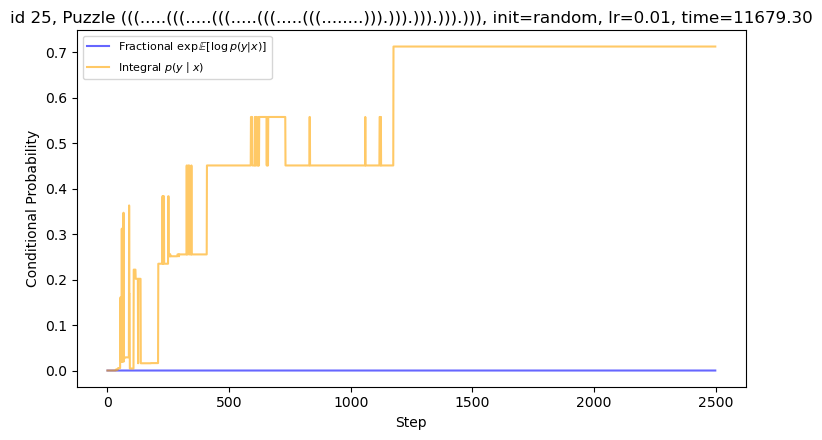 id 25, Puzzle (((.....(((.....(((.....(((.....(((........))).))).))).))).))), init=random, lr=0.01, time=11679.30
Fractional exp𝔼[log p(y|x)]
Integral p(y | x)
0.7
0.6
0.5
0.4
0.3
0.2
0.1
0.0
Conditional Probability
0 500 1000 1500 2000 2500
Step